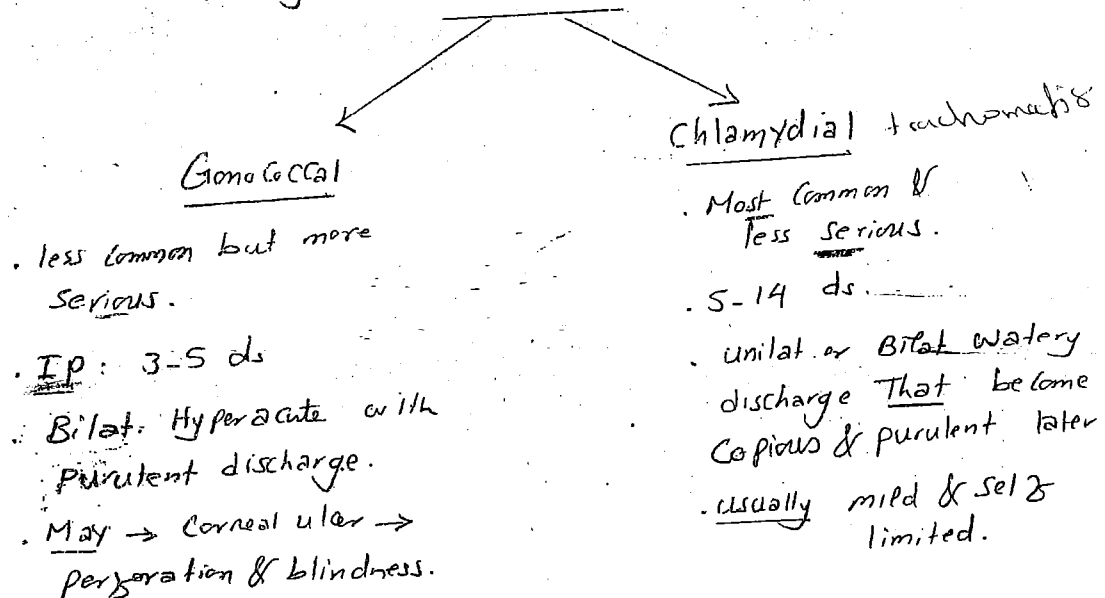 Gonococcal
. less common but more
serious.
. Ip: 3-5 ds
. Bilat. Hyperacute with
purulent discharge.
. May → corneal ulcer →
perforation & blindness.
Chlamydial trachomatis
. Most Common &
less serious.
. 5-14 ds.
. unilat. or Bilat watery
discharge That become
Copious & purulent later
. usually mild & self
limited.